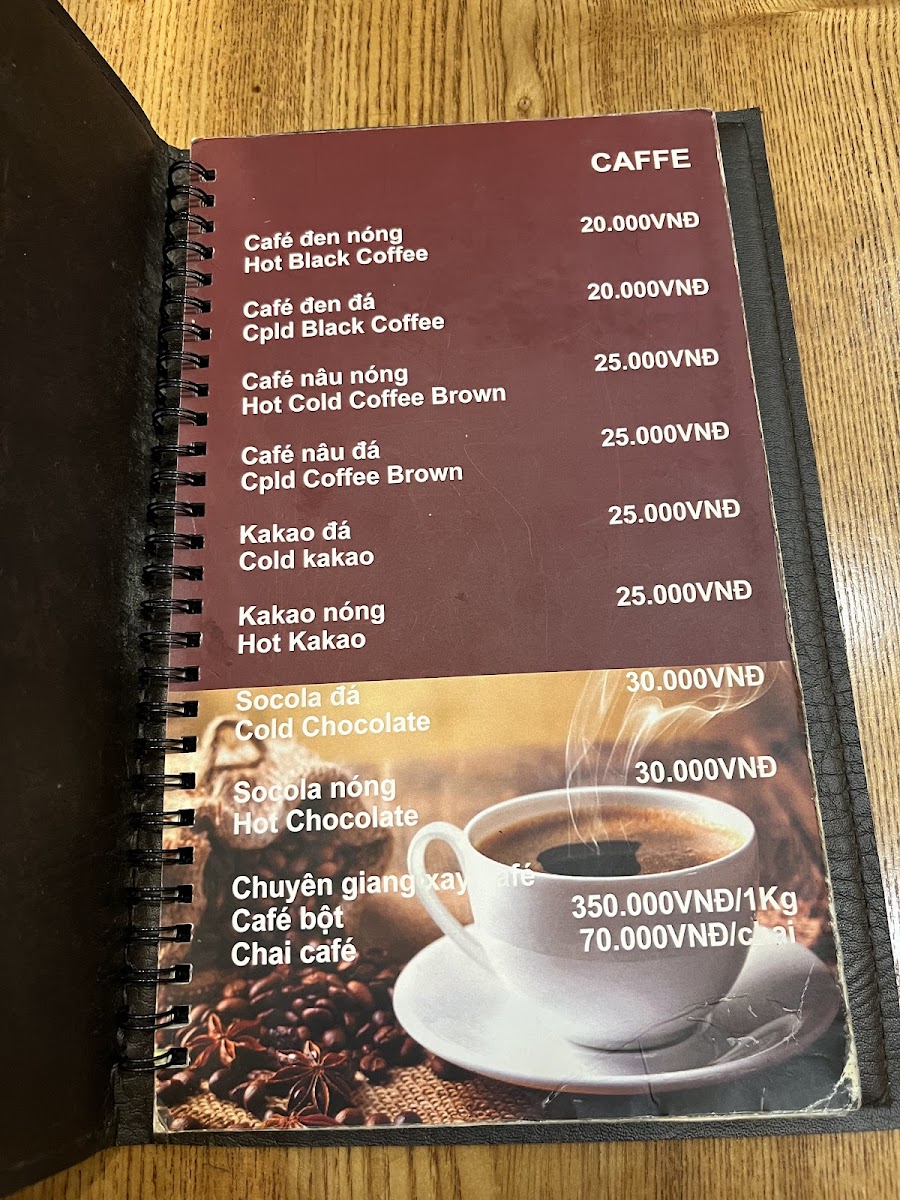 CAFFE
Café đen nóng 20.000VNĐ
Hot Black Coffee
Café đen đá 20.000VNĐ
Cpld Black Coffee
Café nâu nóng 25.000VNĐ
Hot Cold Coffee Brown
Café nâu đá 25.000VNĐ
Cpld Coffee Brown
Kakao đá 25.000VNĐ
Cold kakao
Kakao nóng 25.000VNĐ
Hot Kakao
Socola đá 30.000VNĐ
Cold Chocolate
Socola nóng 30.000VNĐ
Hot Chocolate
Chuyên giang xay café
Café bột 350.000VNĐ/1Kg
Chai café 70.000VNĐ/chai